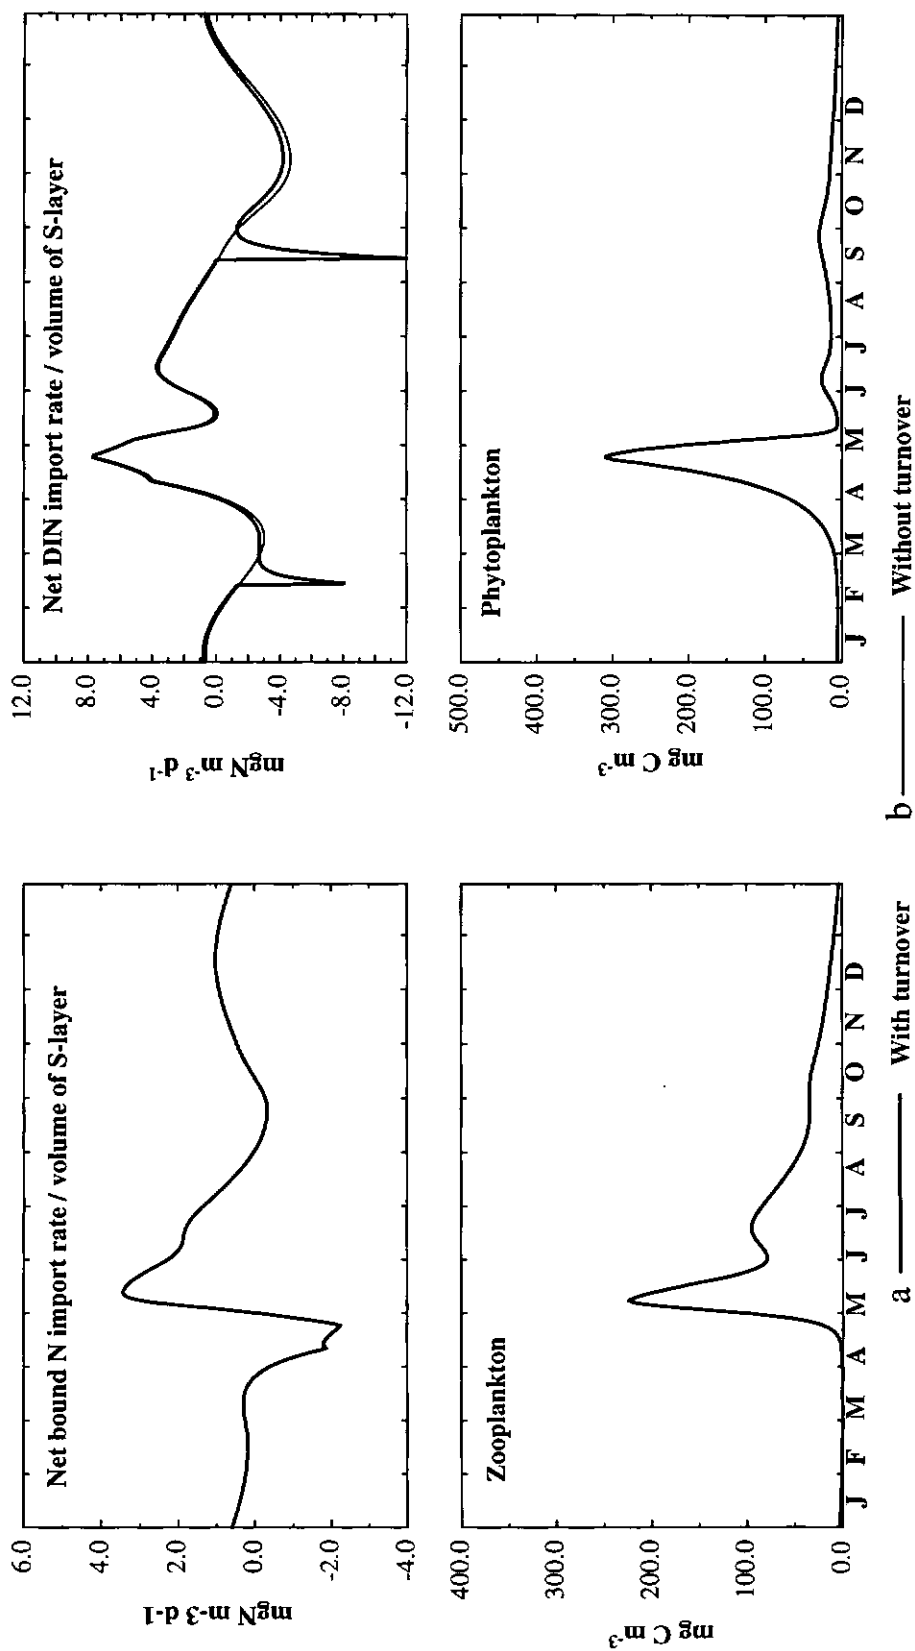 Net bound N import rate / volume of S-layer
6.0
4.0
2.0
0.0
-2.0
-4.0
mgN m-3 d-1
Net DIN import rate / volume of S-layer
12.0
8.0
4.0
0.0
-4.0
-8.0
-12.0
mgN m⁻³ d⁻¹
Zooplankton
400.0
300.0
200.0
100.0
0.0
mg C m⁻³
J F M A M J J A S O N D
Phytoplankton
500.0
400.0
300.0
200.0
100.0
0.0
mg C m⁻³
J F M A M J J A S O N D
a With turnover
b Without turnover